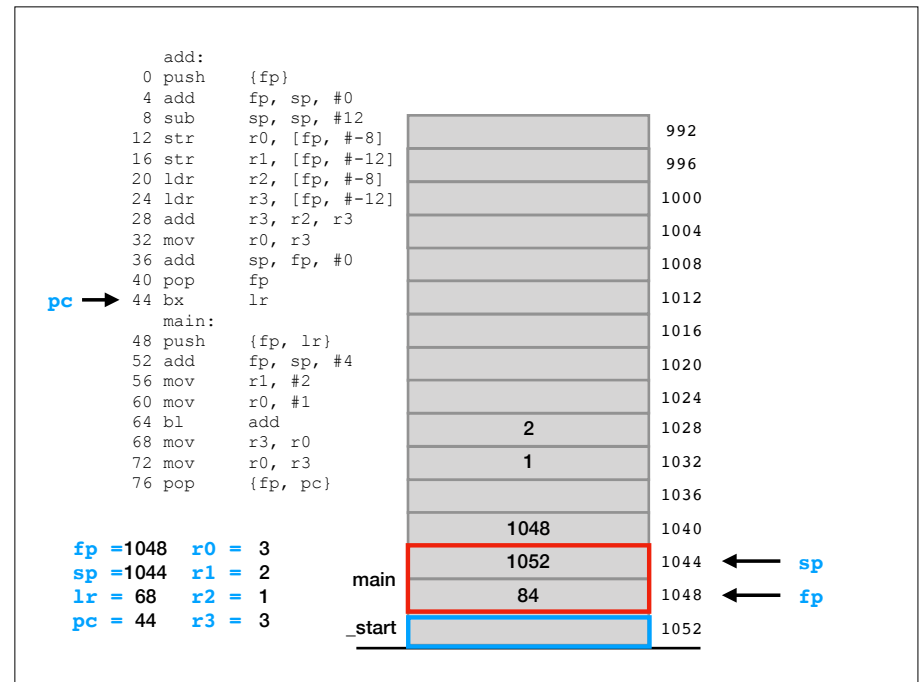 add:
0 push {fp}
4 add fp, sp, #0
8 sub sp, sp, #12
12 str r0, [fp, #-8]
16 str r1, [fp, #-12]
20 ldr r2, [fp, #-8]
24 ldr r3, [fp, #-12]
28 add r3, r2, r3
32 mov r0, r3
36 add sp, fp, #0
40 pop fp
pc 44 bx lr
main:
48 push {fp, lr}
52 add fp, sp, #4
56 mov r1, #2
60 mov r0, #1
64 bl add
68 mov r3, r0
72 mov r0, r3
76 pop {fp, pc}
fp =1048 r0 = 3
sp =1044 r1 = 2
lr = 68 r2 = 1
pc = 44 r3 = 3
992
996
1000
1004
1008
1012
1016
1020
1024
2 1028
1 1032
1036
1048 1040
1052 1044 sp
main
84 1048 fp
_start 1052